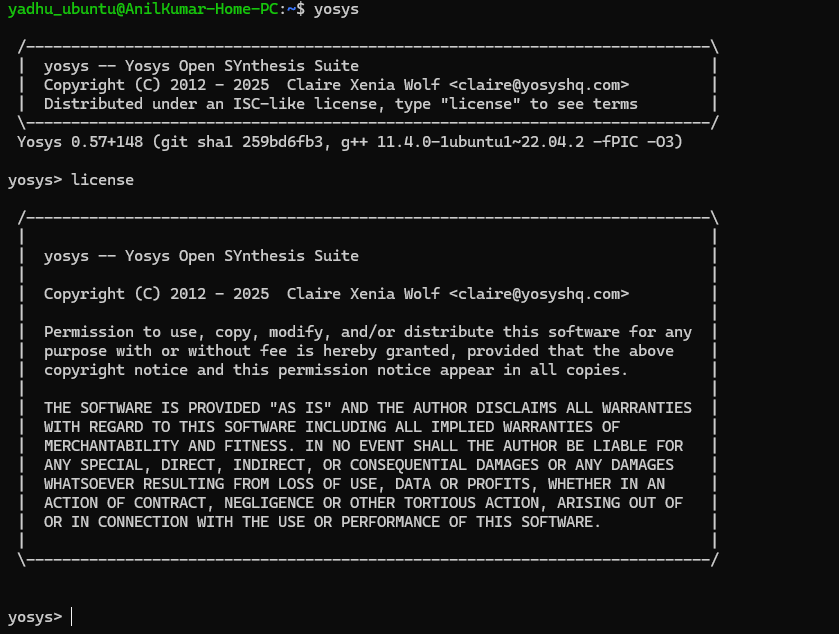 yadhu_ubuntu@AnilKumar-Home-PC:~$ yosys
/----------------------------------------------------------------------------\
| yosys -- Yosys Open SYnthesis Suite |
| Copyright (C) 2012 - 2025 Claire Xenia Wolf <claire@yosyshq.com> |
| Distributed under an ISC-like license, type "license" to see terms |
\----------------------------------------------------------------------------/
Yosys 0.57+148 (git sha1 259bd6fb3, g++ 11.4.0-1ubuntu1~22.04.2 -fPIC -O3)
yosys> license
/----------------------------------------------------------------------------\
| |
| yosys -- Yosys Open SYnthesis Suite |
| |
| Copyright (C) 2012 - 2025 Claire Xenia Wolf <claire@yosyshq.com> |
| |
| Permission to use, copy, modify, and/or distribute this software for any |
| purpose with or without fee is hereby granted, provided that the above |
| copyright notice and this permission notice appear in all copies. |
| |
| THE SOFTWARE IS PROVIDED "AS IS" AND THE AUTHOR DISCLAIMS ALL WARRANTIES |
| WITH REGARD TO THIS SOFTWARE INCLUDING ALL IMPLIED WARRANTIES OF |
| MERCHANTABILITY AND FITNESS. IN NO EVENT SHALL THE AUTHOR BE LIABLE FOR |
| ANY SPECIAL, DIRECT, INDIRECT, OR CONSEQUENTIAL DAMAGES OR ANY DAMAGES |
| WHATSOEVER RESULTING FROM LOSS OF USE, DATA OR PROFITS, WHETHER IN AN |
| ACTION OF CONTRACT, NEGLIGENCE OR OTHER TORTIOUS ACTION, ARISING OUT OF |
| OR IN CONNECTION WITH THE USE OR PERFORMANCE OF THIS SOFTWARE. |
| |
\----------------------------------------------------------------------------/
yosys>